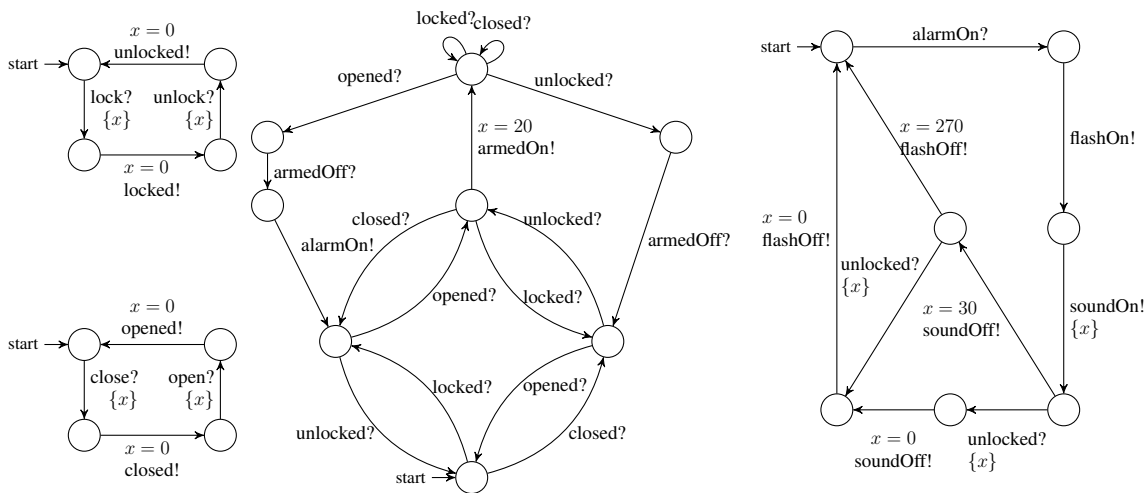 x = 0
unlocked!
start
lock?
{x}
unlock?
{x}
x = 0
locked!
x = 0
opened!
start
close?
{x}
open?
{x}
x = 0
closed!
locked?
closed?
opened?
unlocked?
x = 20
armedOn!
armedOff?
closed?
unlocked?
alarmOn!
armedOff?
opened?
locked?
locked?
opened?
unlocked?
closed?
start
start
alarmOn?
x = 270
flashOff!
flashOn!
x = 0
flashOff!
unlocked?
{x}
x = 30
soundOff!
soundOn!
{x}
x = 0
soundOff!
unlocked?
{x}